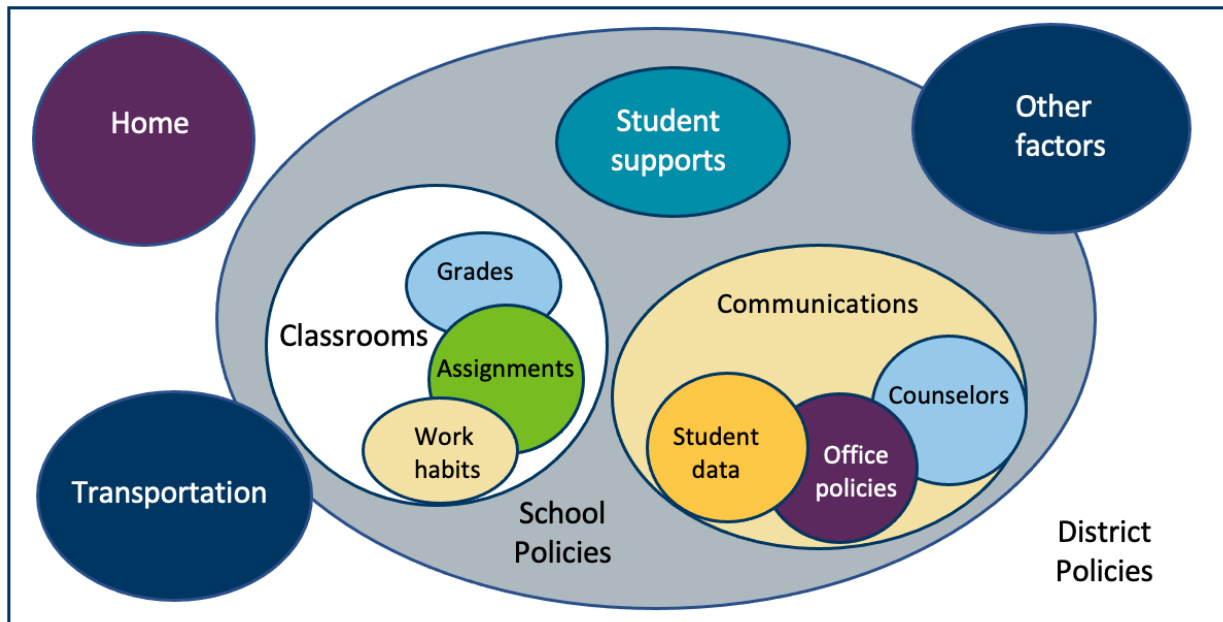 Home
Student
supports
Other
factors
Grades
Classrooms
Assignments
Work
habits
Communications
Counselors
Student
data
Office
policies
Transportation
School
Policies
District
Policies